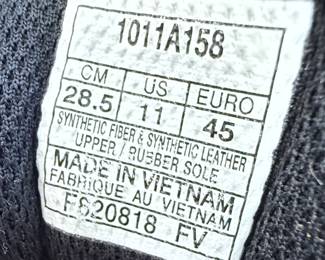 1011A158
CM US EURO
28.5 11 45
SYNTHETIC FIBER & SYNTHETIC LEATHER
UPPER / RUBBER SOLE
MADE IN VIETNAM
FABRIQUE AU VIETNAM
FS20818 FV